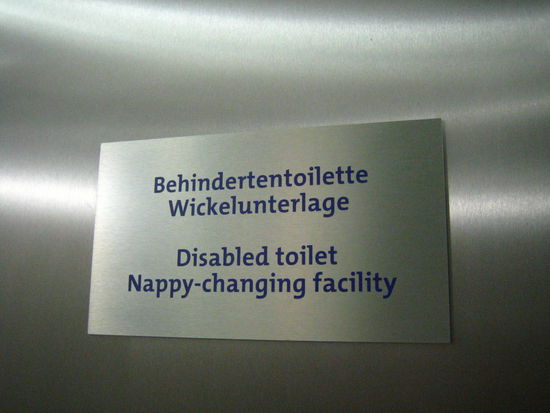 Behindertentoilette
Wickelunterlage
Disabled toilet
Nappy-changing facility